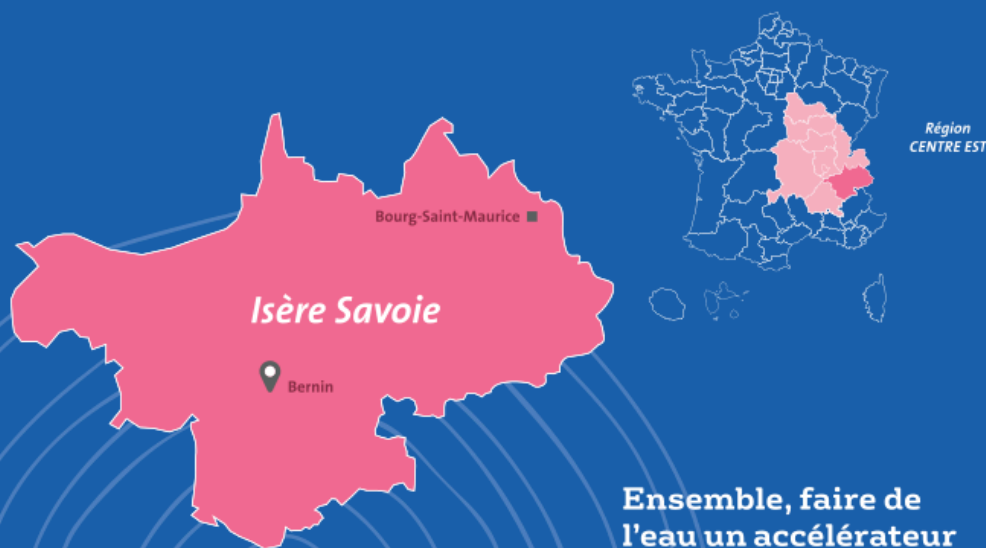 Région
CENTRE EST
Bourg-Saint-Maurice
Isère Savoie
Bernin
Ensemble, faire de
l'eau un accélérateur